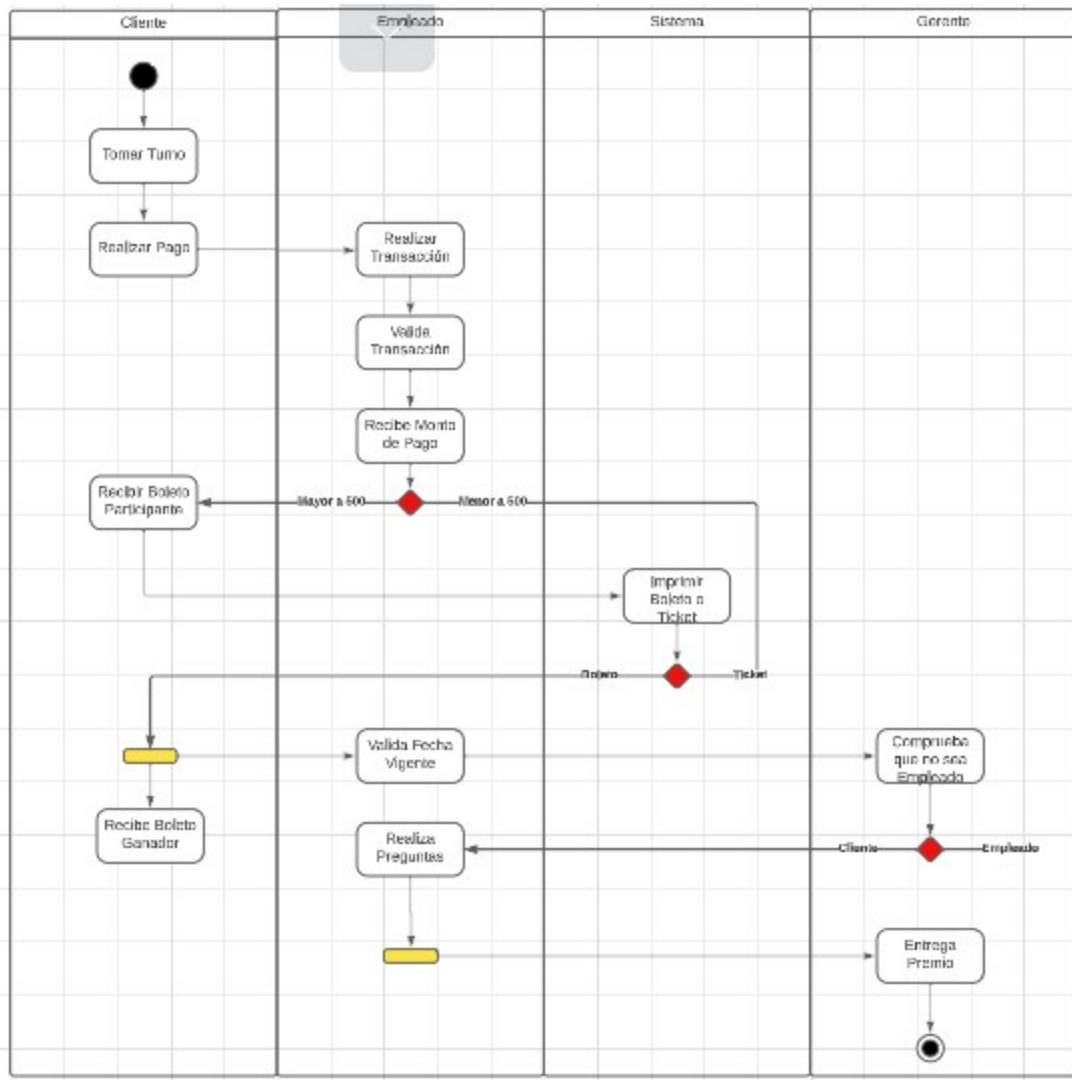 Cliente
Empleado
Sistema
Gerente
Tomar Turno
Realizar Pago
Realizar
Transacción
Valida
Transacción
Recibe Monto
de Pago
Recibir Boleto
Participante
Mayor a 500
Menor a 500
Imprimir
Boleto o
Ticket
Boleto
Ticket
Valida Fecha
Vigente
Comprueba
que no sea
Empleado
Recibe Boleto
Ganador
Realiza
Preguntas
Cliente
Empleado
Entrega
Premio